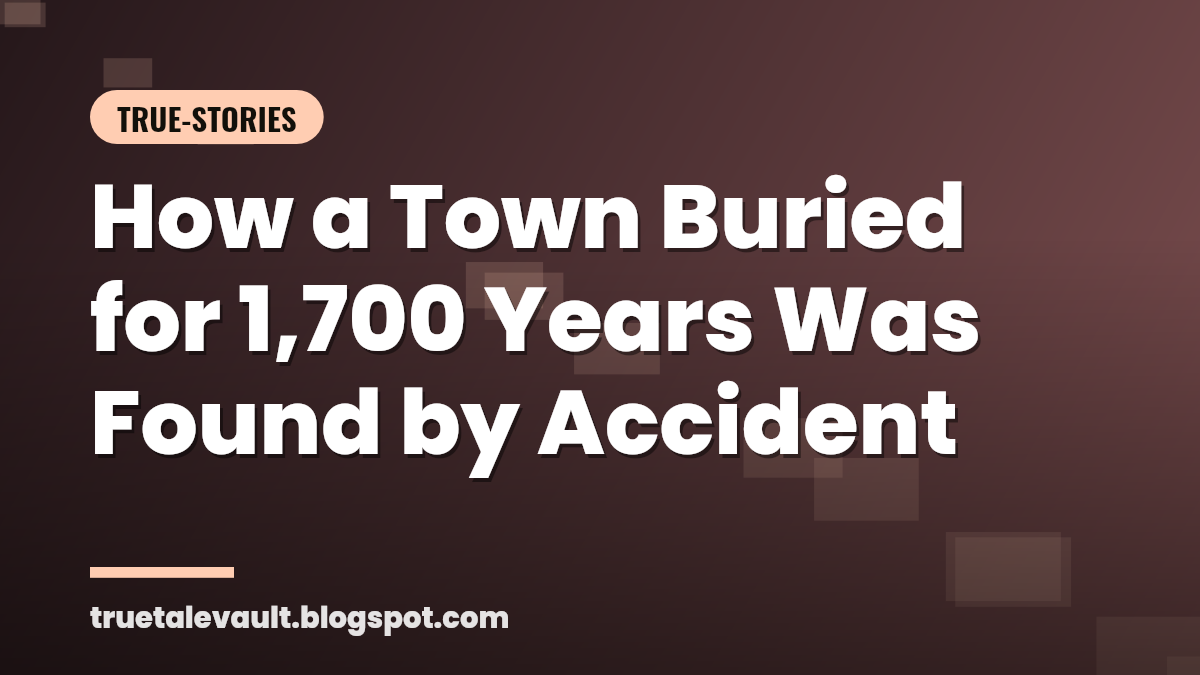 TRUE-STORIES
How a Town Buried
for 1,700 Years Was
Found by Accident
truetalevault.blogspot.com